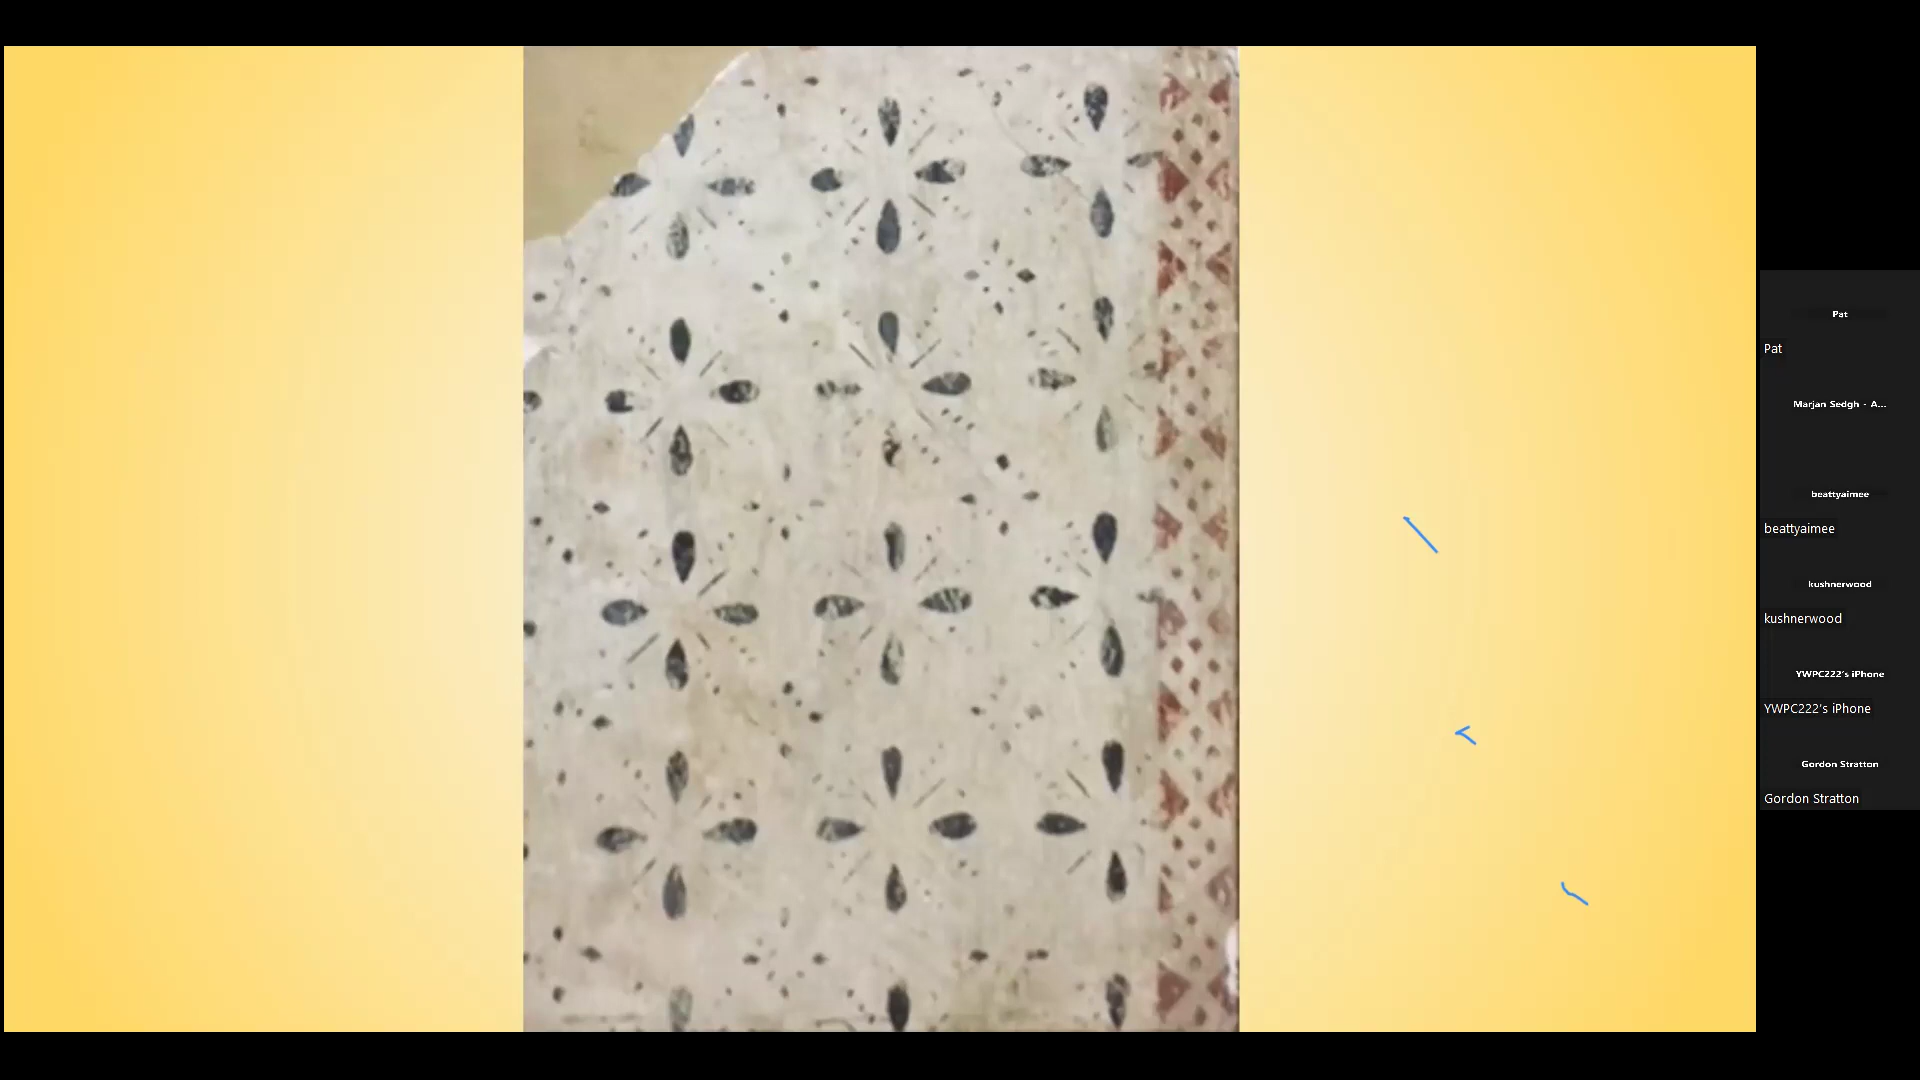 Pat
Pat
Marjan Sedgh - A...
beattyaimee
beattyaimee
kushnerwood
kushnerwood
YWPC222's iPhone
YWPC222's iPhone
Gordon Stratton
Gordon Stratton